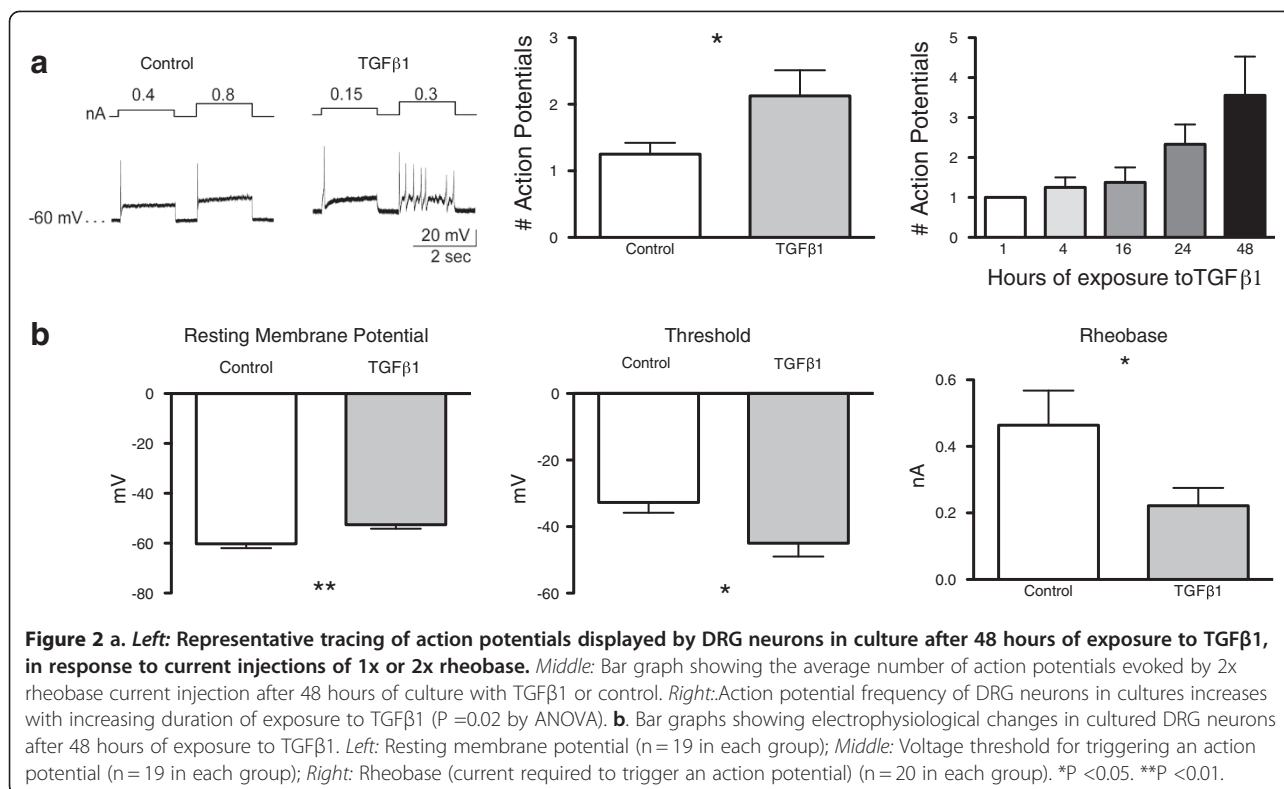 a
Control
TGFβ1
0.4 0.8
0.15 0.3
nA
-60 mV . . .
20 mV
2 sec
# Action Potentials
3
2
1
0
*
Control TGFβ1
# Action Potentials
5
4
3
2
1
0
1 4 16 24 48
Hours of exposure toTGFβ1
b
Resting Membrane Potential
Control TGFβ1
mV
0
-20
-40
-60
-80
**
Threshold
Control TGFβ1
mV
0
-20
-40
-60
*
Rheobase
*
nA
0.6
0.4
0.2
0.0
Control TGFβ1
Figure 2 a. Left: Representative tracing of action potentials displayed by DRG neurons in culture after 48 hours of exposure to TGFβ1,
in response to current injections of 1x or 2x rheobase. Middle: Bar graph showing the average number of action potentials evoked by 2x
rheobase current injection after 48 hours of culture with TGFβ1 or control. Right:.Action potential frequency of DRG neurons in cultures increases
with increasing duration of exposure to TGFβ1 (P =0.02 by ANOVA). b. Bar graphs showing electrophysiological changes in cultured DRG neurons
after 48 hours of exposure to TGFβ1. Left: Resting membrane potential (n = 19 in each group); Middle: Voltage threshold for triggering an action
potential (n = 19 in each group); Right: Rheobase (current required to trigger an action potential) (n = 20 in each group). *P <0.05. **P <0.01.